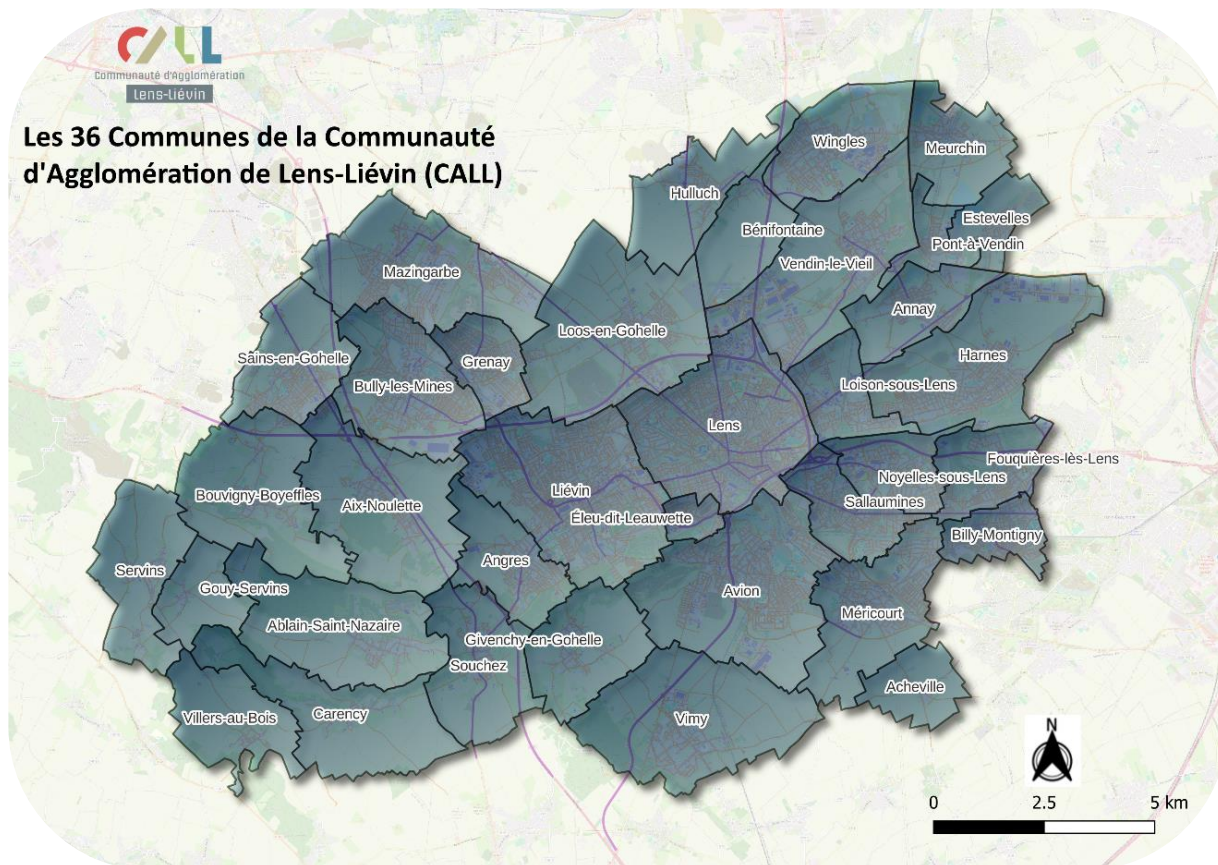 CALL
Communauté d'Agglomération
Lens-Liévin
Les 36 Communes de la Communauté
d'Agglomération de Lens-Liévin (CALL)
Wingles
Meurchin
Hulluch
Estevelles
Bénifontaine
Pont-à-Vendin
Vendin-le-Vieil
Mazingarbe
Annay
Loos-en-Gohelle
Sains-en-Gohelle
Grenay
Harnes
Bully-les-Mines
Loison-sous-Lens
Lens
Fouquières-lès-Lens
Noyelles-sous-Lens
Liévin
Bouvigny-Boyeffles
Aix-Noulette
Sallaumines
Éleu-dit-Leauwette
Billy-Montigny
Angres
Servins
Gouy-Servins
Avion
Méricourt
Ablain-Saint-Nazaire
Givenchy-en-Gohelle
Souchez
Acheville
Villers-au-Bois
Carency
Vimy
N
0 2.5 5 km